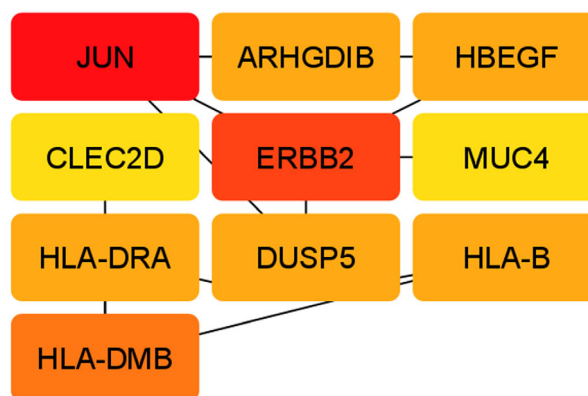 JUN ARHGDIB HBEGF
CLEC2D ERBB2 MUC4
HLA-DRA DUSP5 HLA-B
HLA-DMB